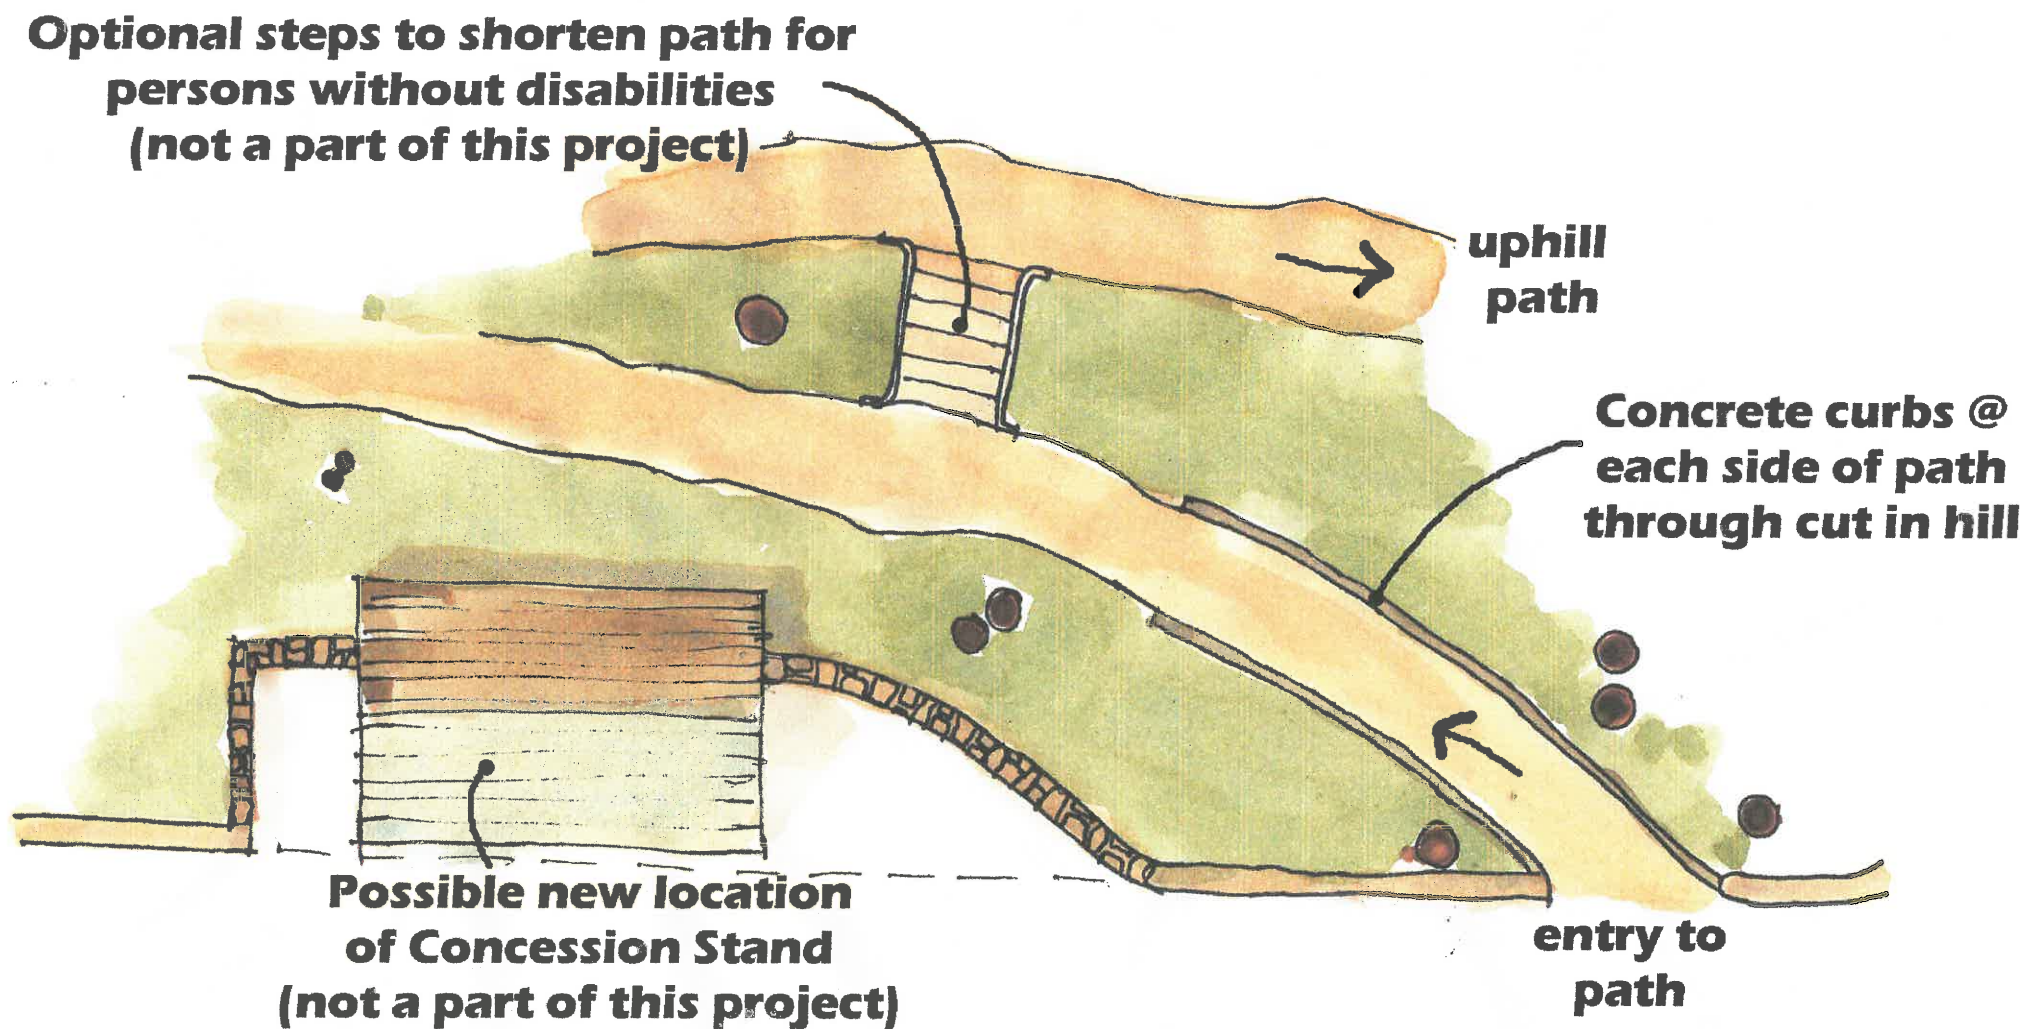 Optional steps to shorten path for
persons without disabilities
(not a part of this project)
uphill
path
Concrete curbs @
each side of path
through cut in hill
Possible new location
of Concession Stand
(not a part of this project)
entry to
path